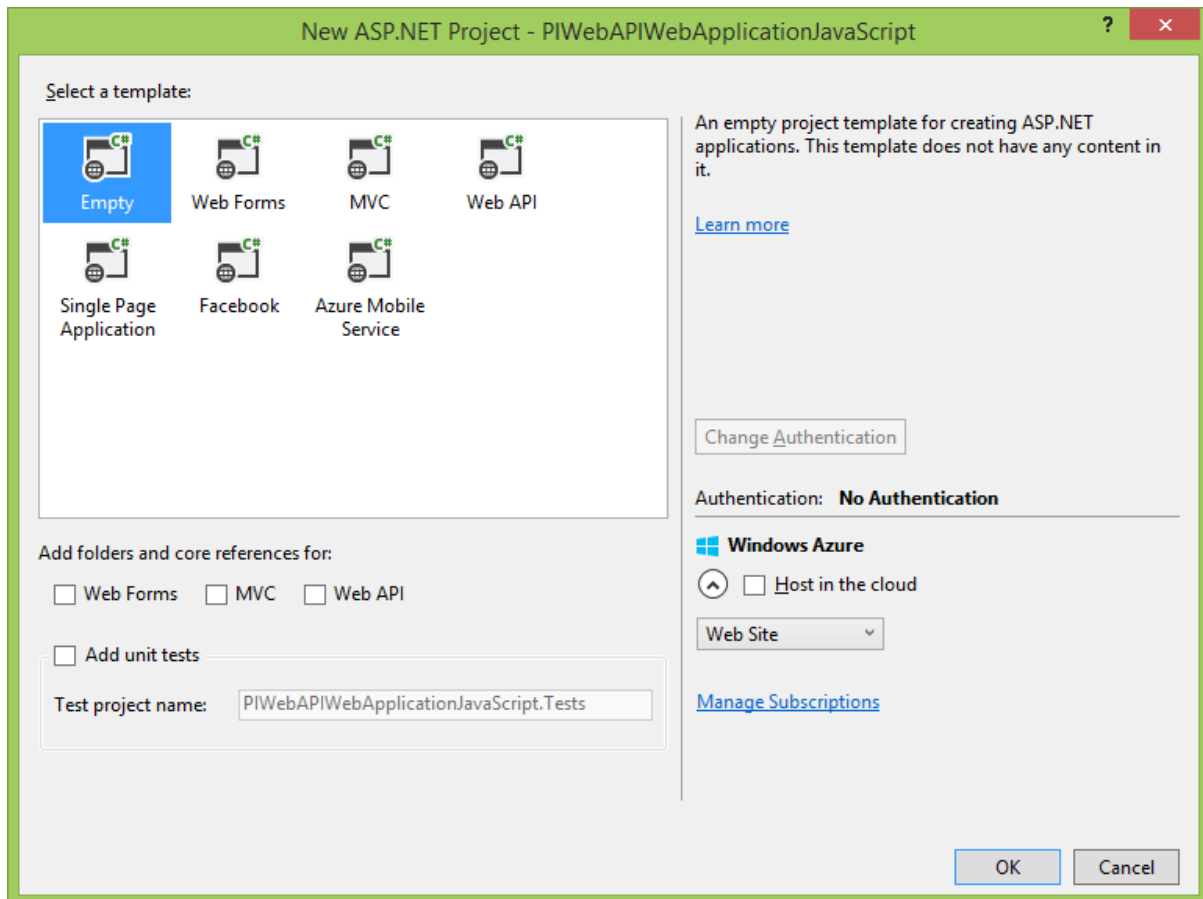 New ASP.NET Project - PIWebAPIWebApplicationJavaScript
?
Select a template:
C# C# C# C#
Empty Web Forms MVC Web API
C# C# C#
Single Page Application
Facebook
Azure Mobile Service
An empty project template for creating ASP.NET
applications. This template does not have any content in
it.
Learn more
Change Authentication
Authentication: No Authentication
Windows Azure
Host in the cloud
Web Site
Manage Subscriptions
Add folders and core references for:
Web Forms MVC Web API
Add unit tests
Test project name: PIWebAPIWebApplicationJavaScript.Tests
OK Cancel